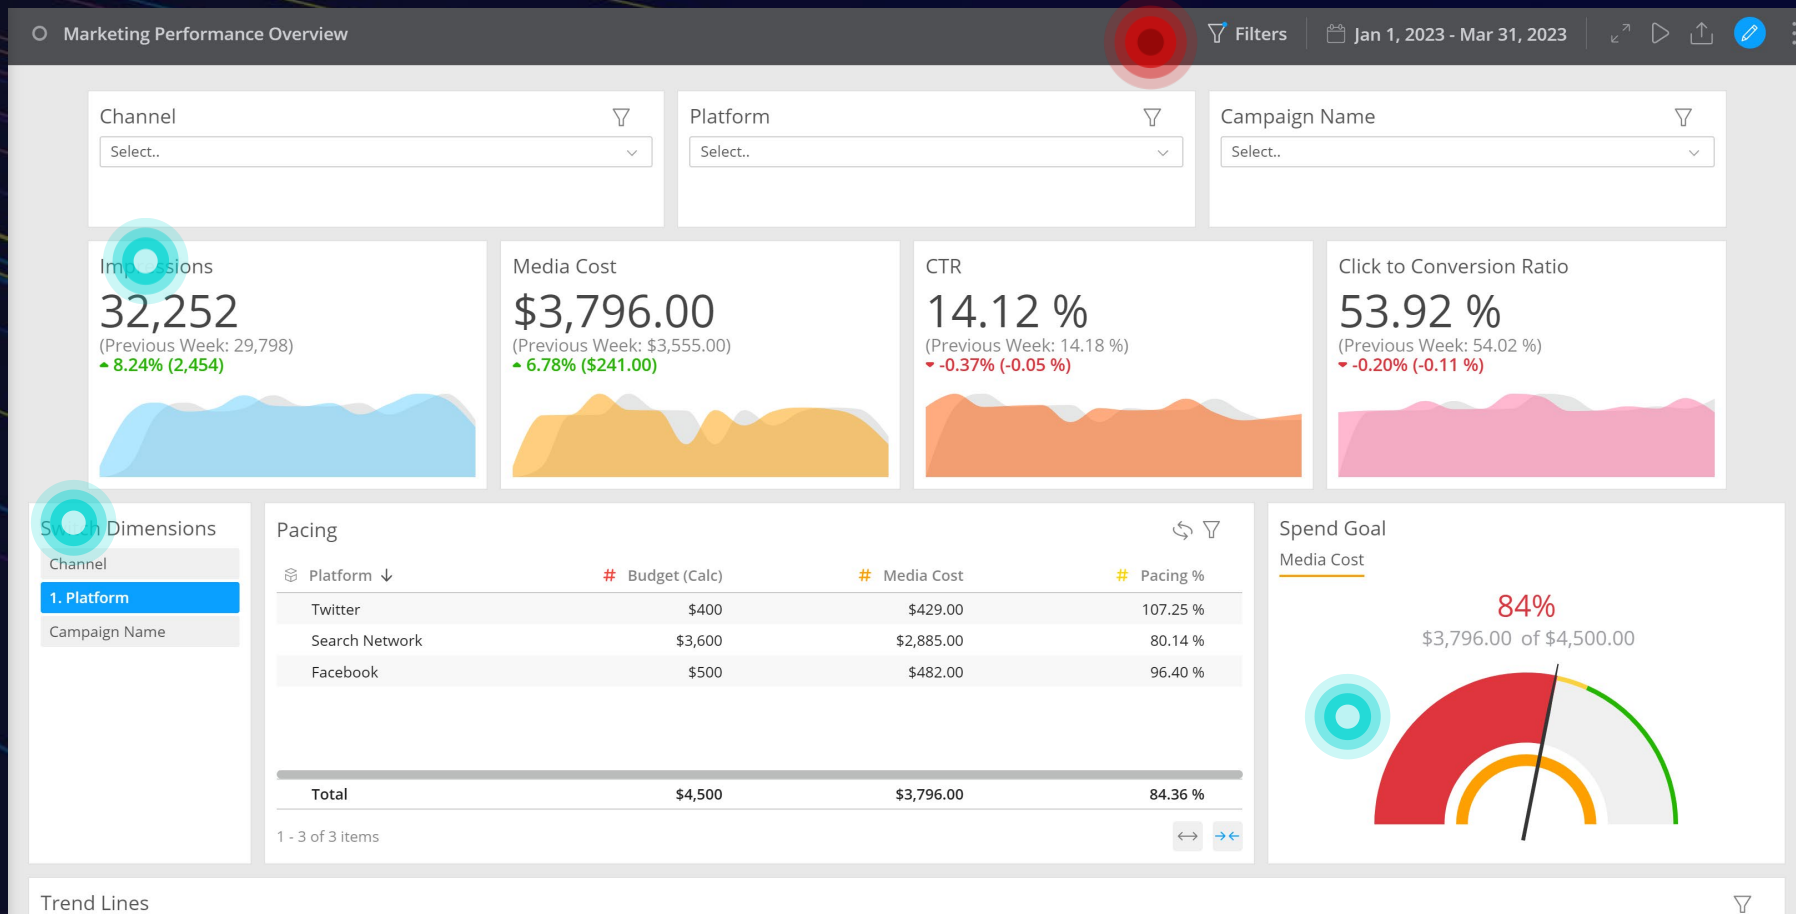 Marketing Performance Overview
Filters
Jan 1, 2023 - Mar 31, 2023
Channel
Select..
Platform
Select..
Campaign Name
Select..
Impressions
32,252
(Previous Week: 29,798)
8.24% (2,454)
Media Cost
$3,796.00
(Previous Week: $3,555.00)
6.78% ($241.00)
CTR
14.12 %
(Previous Week: 14.18 %)
-0.37% (-0.05 %)
Click to Conversion Ratio
53.92 %
(Previous Week: 54.02 %)
-0.20% (-0.11 %)
Switch Dimensions
Channel
1. Platform
Campaign Name
Pacing
Platform # Budget (Calc) # Media Cost # Pacing %
Twitter $400 $429.00 107.25 %
Search Network $3,600 $2,885.00 80.14 %
Facebook $500 $482.00 96.40 %
Total $4,500 $3,796.00 84.36 %
1 - 3 of 3 items
Spend Goal
Media Cost
84%
$3,796.00 of $4,500.00
Trend Lines